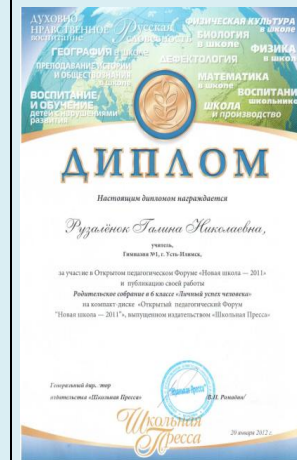 ДУХОВНО
НРАВСТВЕННОЕ
ВОСПИТАНИЕ
Русская
словесность
ФИЗИЧЕСКАЯ КУЛЬТУРА
в школе
БИОЛОГИЯ
в школе
ГЕОГРАФИЯ в школе
ФИЗИКА
в школе
ПРЕПОДАВАНИЕ ИСТОРИИ
И ОБЩЕСТВОЗНАНИЯ
в школе
ДЕФЕКТОЛОГИЯ
МАТЕМАТИКА
в школе
ВОСПИТАНИЕ
И ОБУЧЕНИЕ
детей с нарушениями
развития
ВОСПИТАНИЕ
школьников
ШКОЛА
и производство
ДИПЛОМ
Настоящим дипломом награждается
Рузалёнок Галина Николаевна,
учитель,
Гимназия №1, г. Усть-Илимск,
за участие в Открытом педагогическом Форуме «Новая школа — 2011»
и публикацию своей работы
Родительское собрание в 6 классе «Личный успех человека»
на компакт-диске «Открытый педагогический Форум
"Новая школа — 2011"», выпущенном издательством «Школьная Пресса»
Генеральный директор
издательства «Школьная Пресса»
"Школьная Пресса"
Школьная
Пресса
20 января 2012 г.